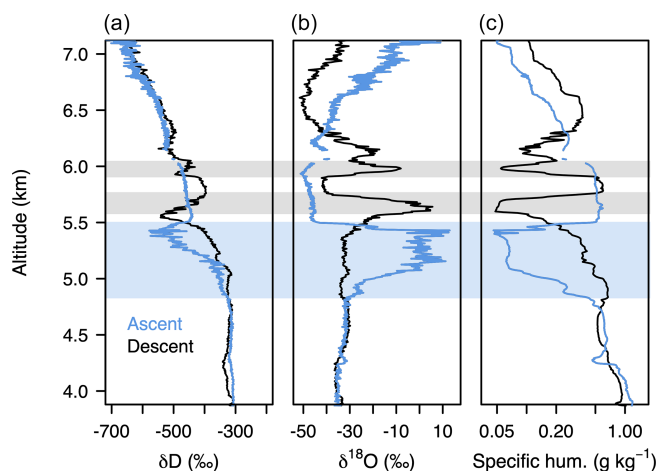 (a) (b) (c)
7.0
6.5
6.0
5.5
5.0
4.5
4.0
Altitude (km)
Ascent
Descent
-700 -500 -300 -50 -30 -10 10 0.05 0.20 1.00
δD (‰) δ¹⁸O (‰) Specific hum. (g kg⁻¹)